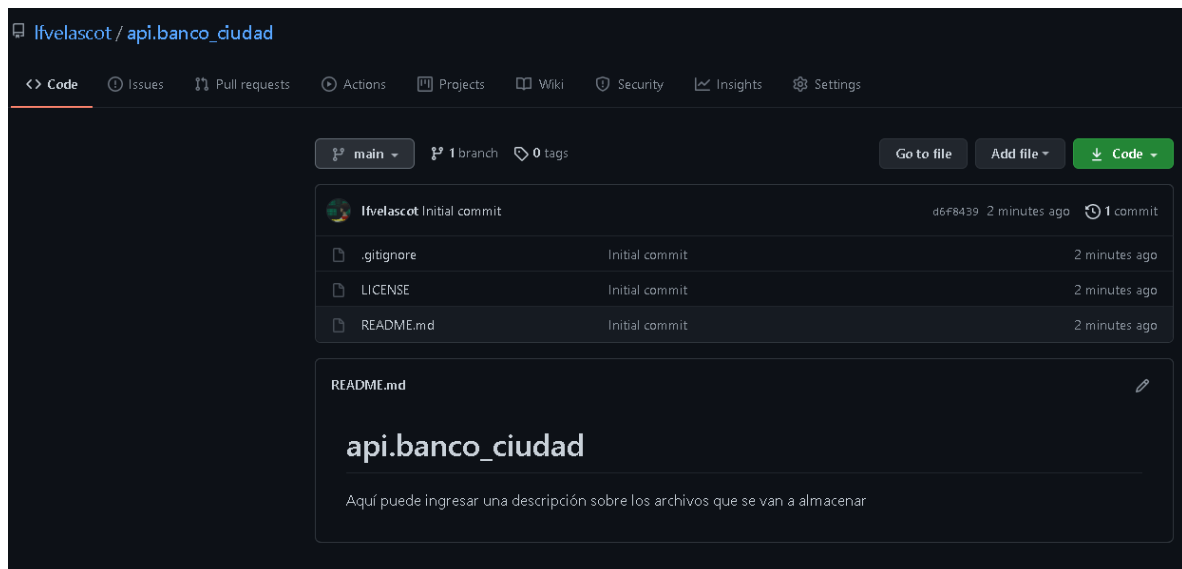 lfvelascot / api.banco_ciudad
Code Issues Pull requests Actions Projects Wiki Security Insights Settings
main 1 branch 0 tags Go to file Add file Code
lfvelascot Initial commit d6f8439 2 minutes ago 1 commit
.gitignore Initial commit 2 minutes ago
LICENSE Initial commit 2 minutes ago
README.md Initial commit 2 minutes ago
README.md
api.banco_ciudad
Aquí puede ingresar una descripción sobre los archivos que se van a almacenar